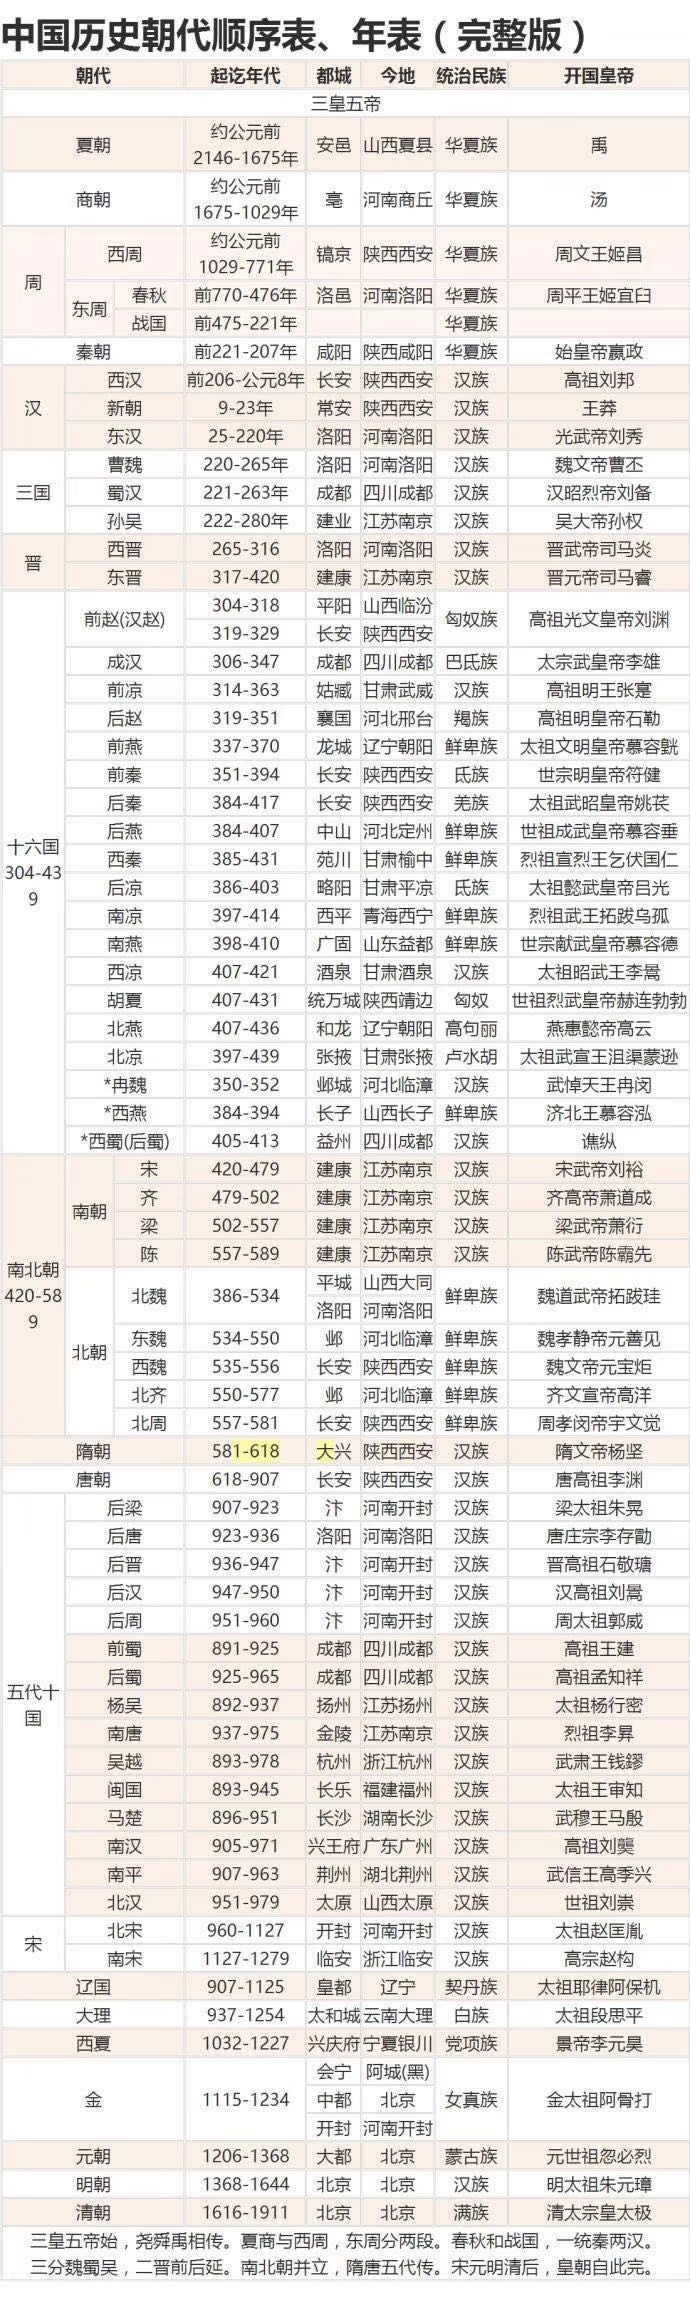 中国历史朝代顺序表、年表（完整版）
朝代 起讫年代 都城 今地 统治民族 开国皇帝
三皇五帝
夏朝 约公元前2146-1675年 安邑 山西夏县 华夏族 禹
商朝 约公元前1675-1029年 亳 河南商丘 华夏族 汤
周 西周 约公元前1029-771年 镐京 陕西西安 华夏族 周文王姬昌
东周 春秋 前770-476年 洛邑 河南洛阳 华夏族 周平王姬宜臼
战国 前475-221年 华夏族
秦朝 前221-207年 咸阳 陕西咸阳 华夏族 始皇帝嬴政
汉 西汉 前206-公元8年 长安 陕西西安 汉族 高祖刘邦
新朝 9-23年 常安 陕西西安 汉族 王莽
东汉 25-220年 洛阳 河南洛阳 汉族 光武帝刘秀
三国 曹魏 220-265年 洛阳 河南洛阳 汉族 魏文帝曹丕
蜀汉 221-263年 成都 四川成都 汉族 汉昭烈帝刘备
孙吴 222-280年 建业 江苏南京 汉族 吴大帝孙权
晋 西晋 265-316 洛阳 河南洛阳 汉族 晋武帝司马炎
东晋 317-420 建康 江苏南京 汉族 晋元帝司马睿
十六国304-439 前赵(汉赵) 304-318 平阳 山西临汾 匈奴族 高祖光文皇帝刘渊
319-329 长安 陕西西安
成汉 306-347 成都 四川成都 巴氐族 太宗武皇帝李雄
前凉 314-363 姑臧 甘肃武威 汉族 高祖明王张寔
后赵 319-351 襄国 河北邢台 羯族 高祖明皇帝石勒
前燕 337-370 龙城 辽宁朝阳 鲜卑族 太祖文明皇帝慕容皝
前秦 351-394 长安 陕西西安 氐族 世宗明皇帝苻健
后秦 384-417 长安 陕西西安 羌族 太祖武昭皇帝姚苌
后燕 384-407 中山 河北定州 鲜卑族 世祖成武皇帝慕容垂
西秦 385-431 苑川 甘肃榆中 鲜卑族 烈祖宣烈王乞伏国仁
后凉 386-403 略阳 甘肃平凉 氐族 太祖懿武皇帝吕光
南凉 397-414 西平 青海西宁 鲜卑族 烈祖武王拓跋乌孤
南燕 398-410 广固 山东益都 鲜卑族 世宗献武皇帝慕容德
西凉 407-421 酒泉 甘肃酒泉 汉族 太祖昭武王李暠
胡夏 407-431 统万城 陕西靖边 匈奴 世祖烈武皇帝赫连勃勃
北燕 407-436 和龙 辽宁朝阳 高句丽 燕惠懿帝高云
北凉 397-439 张掖 甘肃张掖 卢水胡 太祖武宣王沮渠蒙逊
*冉魏 350-352 邺城 河北临漳 汉族 武悼天王冉闵
*西燕 384-394 长子 山西长子 鲜卑族 济北王慕容泓
*西蜀(后蜀) 405-413 益州 四川成都 汉族 谯纵
南北朝420-589 南朝 宋 420-479 建康 江苏南京 汉族 宋武帝刘裕
齐 479-502 建康 江苏南京 汉族 齐高帝萧道成
梁 502-557 建康 江苏南京 汉族 梁武帝萧衍
陈 557-589 建康 江苏南京 汉族 陈武帝陈霸先
北朝 北魏 386-534 平城 山西大同 鲜卑族 魏道武帝拓跋珪
洛阳 河南洛阳
东魏 534-550 邺 河北临漳 鲜卑族 魏孝静帝元善见
西魏 535-556 长安 陕西西安 鲜卑族 魏文帝元宝炬
北齐 550-577 邺 河北临漳 鲜卑族 齐文宣帝高洋
北周 557-581 长安 陕西西安 鲜卑族 周孝闵帝宇文觉
隋朝 581-618 大兴 陕西西安 汉族 隋文帝杨坚
唐朝 618-907 长安 陕西西安 汉族 唐高祖李渊
五代十国 后梁 907-923 汴 河南开封 汉族 梁太祖朱晃
后唐 923-936 洛阳 河南洛阳 汉族 唐庄宗李存勖
后晋 936-947 汴 河南开封 汉族 晋高祖石敬瑭
后汉 947-950 汴 河南开封 汉族 汉高祖刘暠
后周 951-960 汴 河南开封 汉族 周太祖郭威
前蜀 891-925 成都 四川成都 汉族 高祖王建
后蜀 925-965 成都 四川成都 汉族 高祖孟知祥
杨吴 892-937 扬州 江苏扬州 汉族 太祖杨行密
南唐 937-975 金陵 江苏南京 汉族 烈祖李昪
吴越 893-978 杭州 浙江杭州 汉族 武肃王钱鏐
闽国 893-945 长乐 福建福州 汉族 太祖王审知
马楚 896-951 长沙 湖南长沙 汉族 武穆王马殷
南汉 905-971 兴王府 广东广州 汉族 高祖刘龑
南平 907-963 荆州 湖北荆州 汉族 武信王高季兴
北汉 951-979 太原 山西太原 汉族 世祖刘崇
宋 北宋 960-1127 开封 河南开封 汉族 太祖赵匡胤
南宋 1127-1279 临安 浙江临安 汉族 高宗赵构
辽国 907-1125 皇都 辽宁 契丹族 太祖耶律阿保机
大理 937-1254 太和城 云南大理 白族 太祖段思平
西夏 1032-1227 兴庆府 宁夏银川 党项族 景帝李元昊
金 1115-1234 会宁 阿城(黑) 女真族 金太祖阿骨打
中都 北京
开封 河南开封
元朝 1206-1368 大都 北京 蒙古族 元世祖忽必烈
明朝 1368-1644 北京 北京 汉族 明太祖朱元璋
清朝 1616-1911 北京 北京 满族 清太宗皇太极
三皇五帝始，尧舜禹相传。夏商与西周，东周分两段。春秋和战国，一统秦两汉。
三分魏蜀吴，二晋前后延。南北朝并立，隋唐五代传。宋元明清后，皇朝自此完。